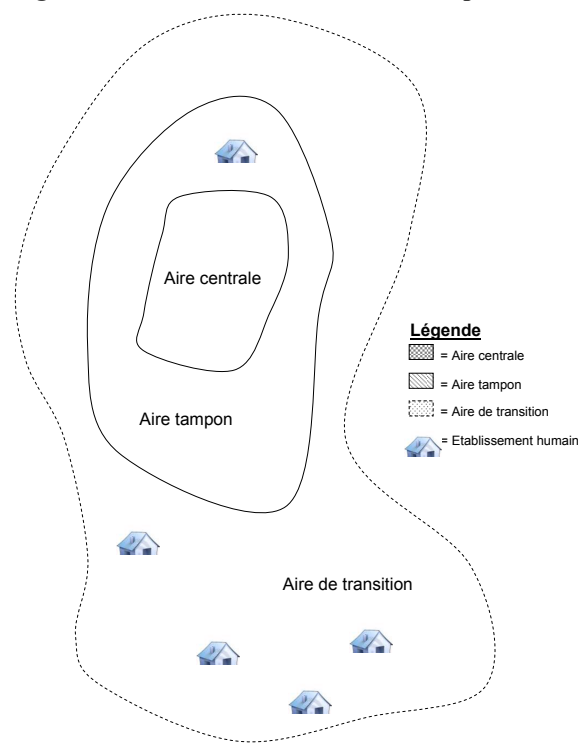 Aire centrale
Aire tampon
Aire de transition
Légende
= Aire centrale
= Aire tampon
= Aire de transition
= Etablissement humain